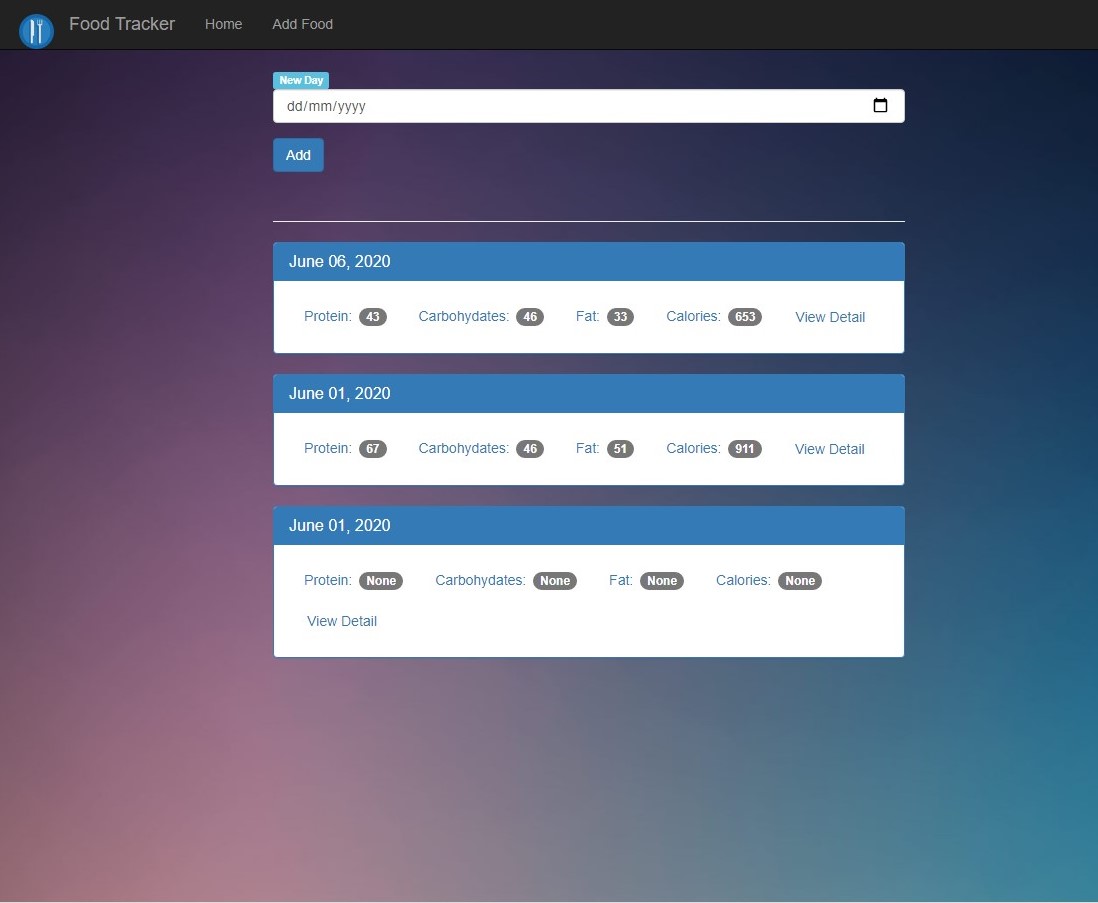 Food Tracker Home Add Food
New Day
dd/mm/yyyy
Add
June 06, 2020
Protein: 43 Carbohydates: 46 Fat: 33 Calories: 653 View Detail
June 01, 2020
Protein: 67 Carbohydates: 46 Fat: 51 Calories: 911 View Detail
June 01, 2020
Protein: None Carbohydates: None Fat: None Calories: None
View Detail